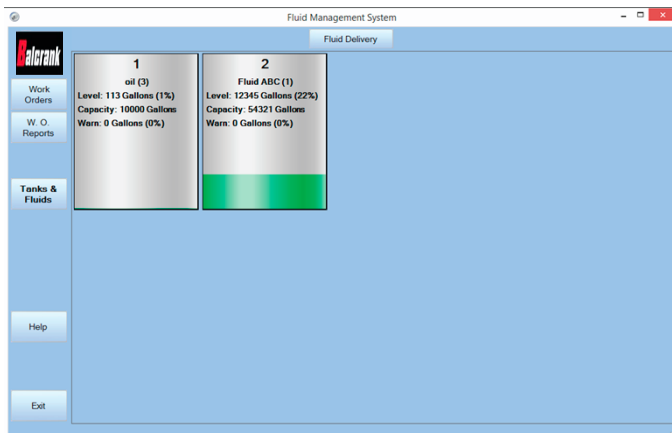 Fluid Management System
Balcrank
Fluid Delivery
Work
Orders
W. O.
Reports
Tanks &
Fluids
Help
Exit
1
oil (3)
Level: 113 Gallons (1%)
Capacity: 10000 Gallons
Warn: 0 Gallons (0%)
2
Fluid ABC (1)
Level: 12345 Gallons (22%)
Capacity: 54321 Gallons
Warn: 0 Gallons (0%)